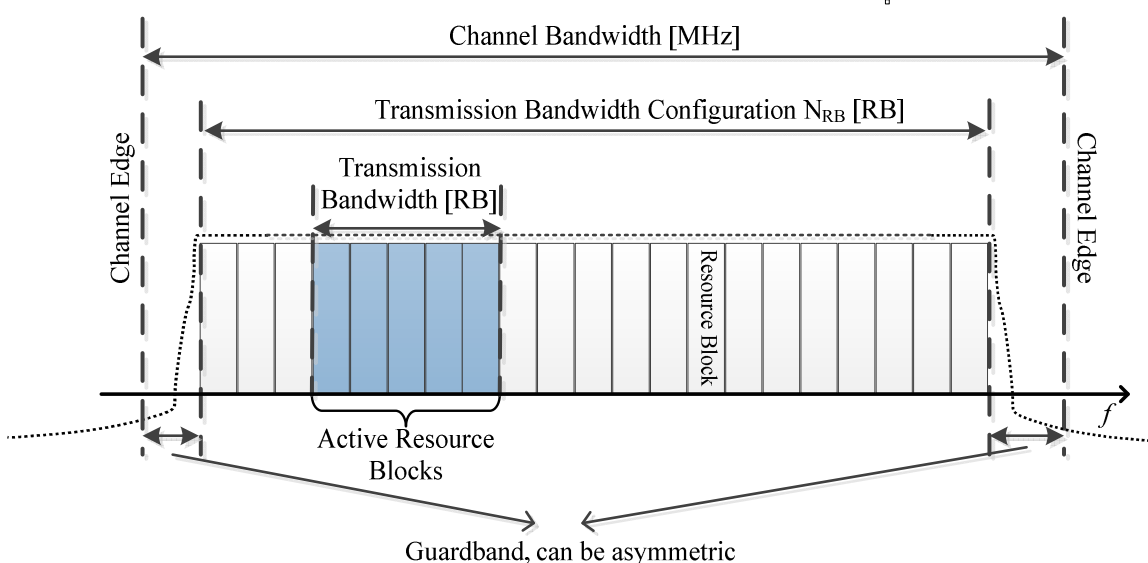 Channel Bandwidth [MHz]
Transmission Bandwidth Configuration N_RB [RB]
Transmission
Bandwidth [RB]
Channel Edge
Channel Edge
Resource Block
f
Active Resource
Blocks
Guardband, can be asymmetric